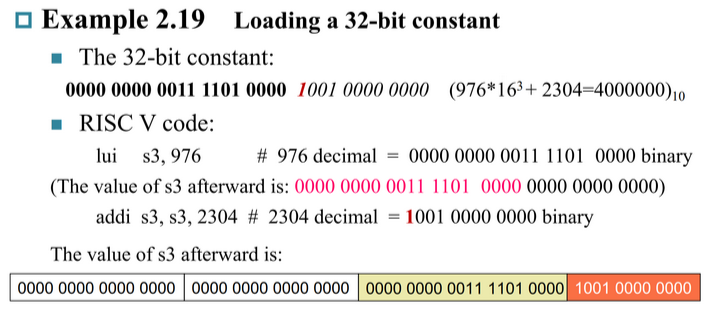 Example 2.19 Loading a 32-bit constant
The 32-bit constant:
0000 0000 0011 1101 0000 1001 0000 0000 (976*16³+ 2304=4000000)₁₀
RISC V code:
lui s3, 976 # 976 decimal = 0000 0000 0011 1101 0000 binary
(The value of s3 afterward is: 0000 0000 0011 1101 0000 0000 0000 0000)
addi s3, s3, 2304 # 2304 decimal = 1001 0000 0000 binary
The value of s3 afterward is:
0000 0000 0000 0000 0000 0000 0000 0000 0000 0000 0011 1101 0000 1001 0000 0000